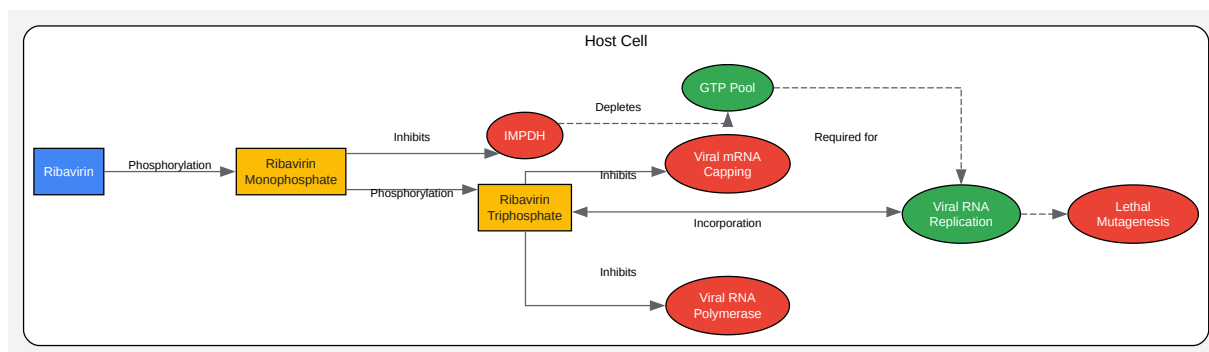 Host Cell
GTP Pool
Depletes
IMPDH
Inhibits
Required for
Viral mRNA
Capping
Ribavirin
Phosphorylation
Ribavirin
Monophosphate
Inhibits
Phosphorylation
Ribavirin
Triphosphate
Incorporation
Viral RNA
Replication
Lethal
Mutagenesis
Inhibits
Viral RNA
Polymerase